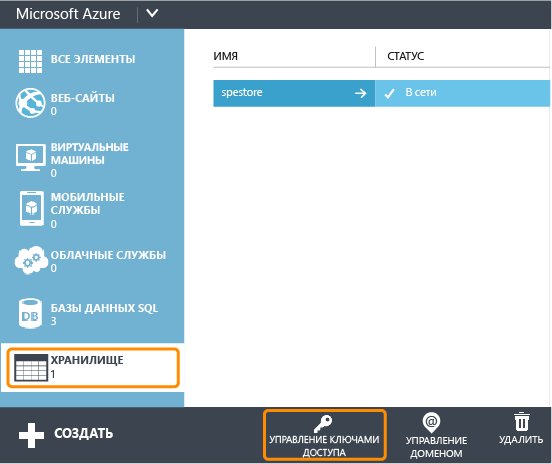 Microsoft Azure
ВСЕ ЭЛЕМЕНТЫ
ВЕБ-САЙТЫ
0
ВИРТУАЛЬНЫЕ
МАШИНЫ
0
МОБИЛЬНЫЕ
СЛУЖБЫ
0
ОБЛАЧНЫЕ СЛУЖБЫ
0
DB
БАЗЫ ДАННЫХ SQL
3
ХРАНИЛИЩЕ
1
ИМЯ
СТАТУС
spestore
В сети
СОЗДАТЬ
УПРАВЛЕНИЕ КЛЮЧАМИ
ДОСТУПА
@
УПРАВЛЕНИЕ
ДОМЕНОМ
УДАЛИТЬ